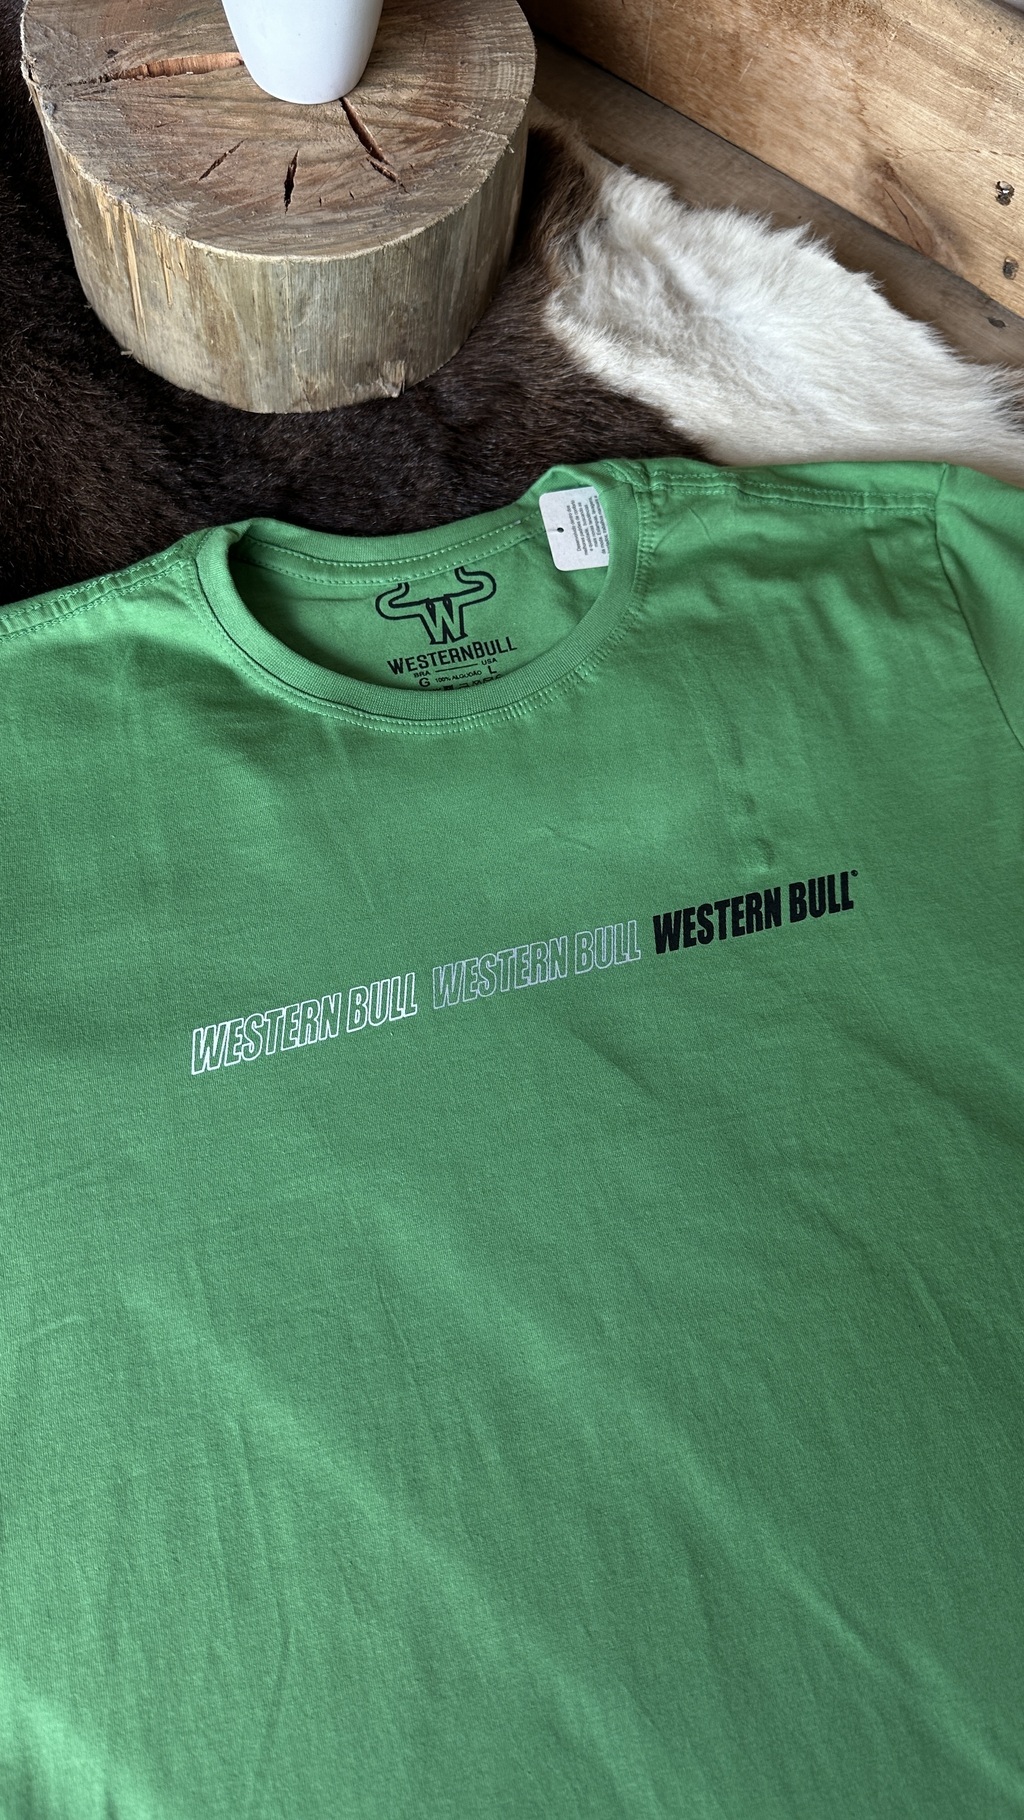 W
WESTERNBULL
BRA USA
G 100% ALGODÃO L
WESTERN BULL WESTERN BULL WESTERN BULL®